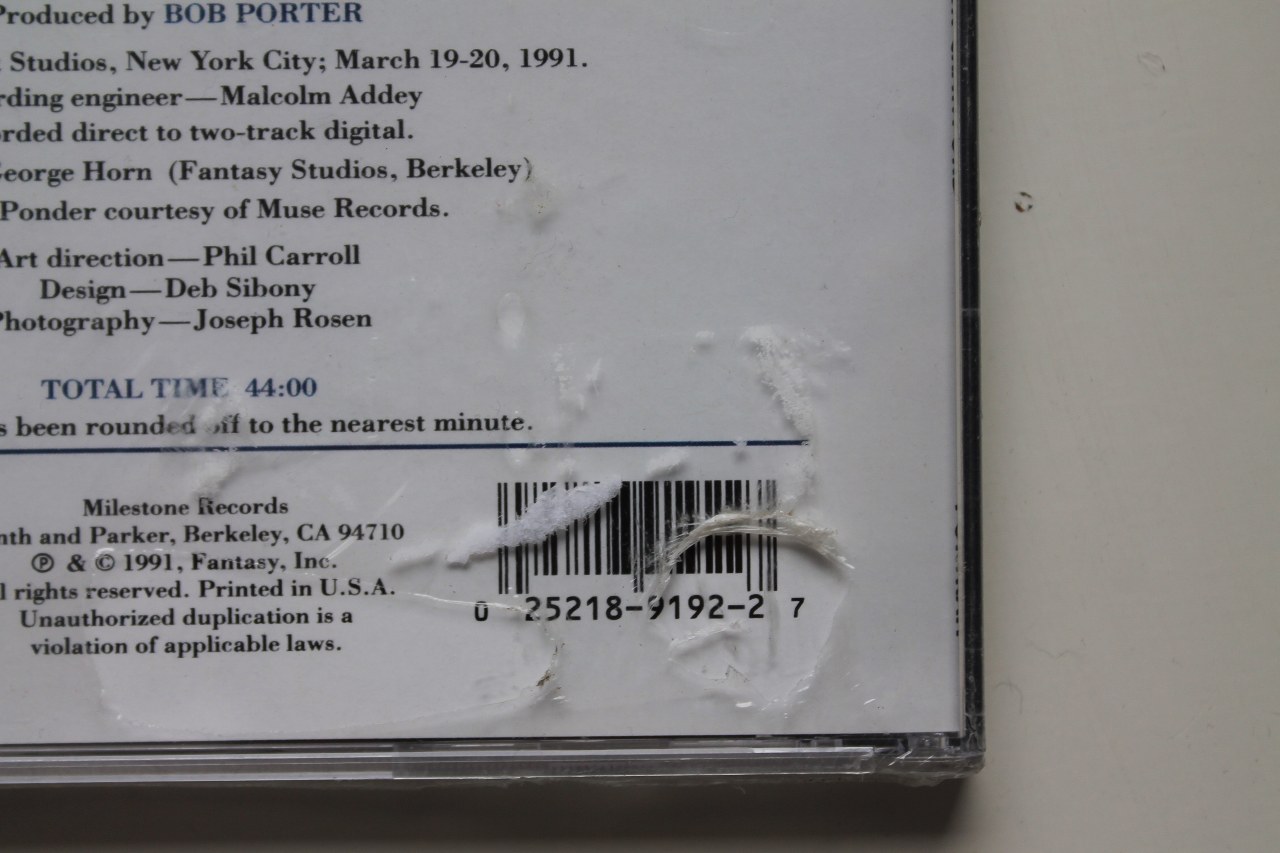 Produced by BOB PORTER
Studios, New York City; March 19-20, 1991.
rding engineer—Malcolm Addey
orded direct to two-track digital.
George Horn (Fantasy Studios, Berkeley)
Ponder courtesy of Muse Records.
Art direction—Phil Carroll
Design—Deb Sibony
Photography—Joseph Rosen
TOTAL TIME 44:00
s been rounded off to the nearest minute.
Milestone Records
nth and Parker, Berkeley, CA 94710
℗ & © 1991, Fantasy, Inc.
l rights reserved. Printed in U.S.A.
Unauthorized duplication is a
violation of applicable laws.
0 25218-9192-2 7